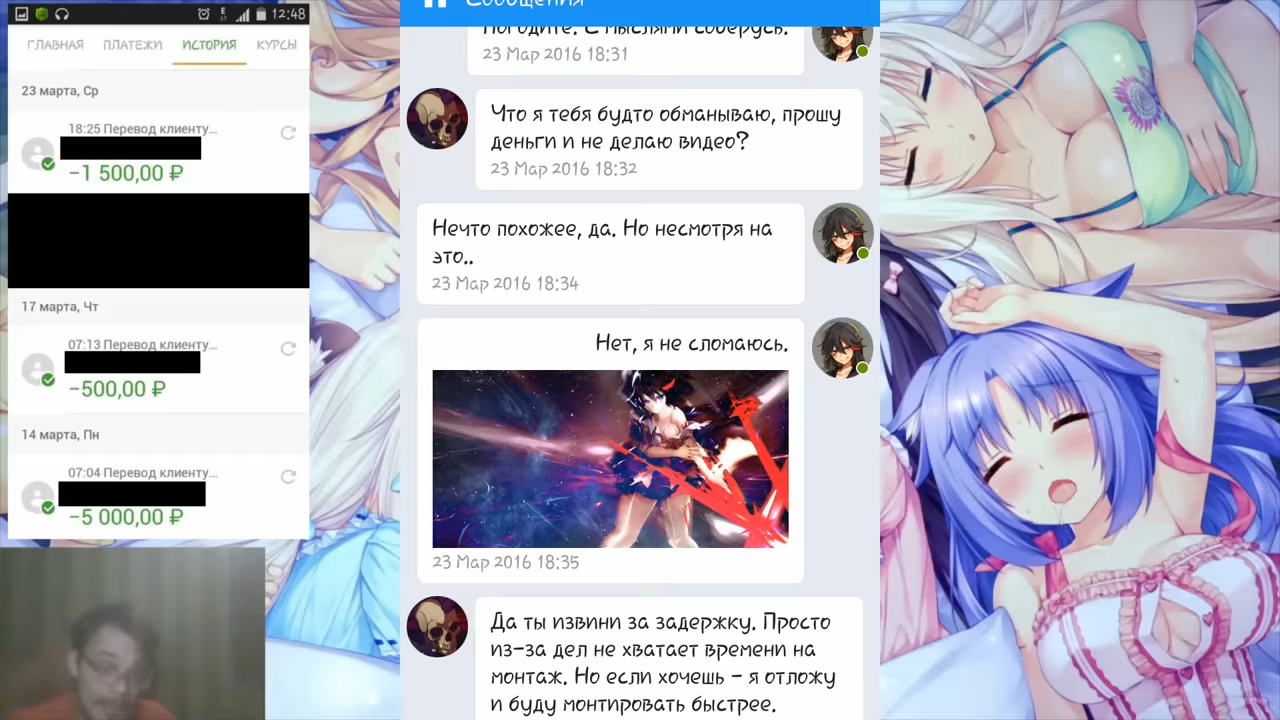 12:48
ГЛАВНАЯ ПЛАТЕЖИ ИСТОРИЯ КУРСЫ
23 марта, Ср
18:25 Перевод клиенту...
−1 500,00 ₽
17 марта, Чт
07:13 Перевод клиенту...
−500,00 ₽
14 марта, Пн
07:04 Перевод клиенту...
−5 000,00 ₽
Сообщения
Погодите. С мыслями соберусь.
23 Мар 2016 18:31
Что я тебя будто обманываю, прошу
деньги и не делаю видео?
23 Мар 2016 18:32
Нечто похожее, да. Но несмотря на
это..
23 Мар 2016 18:34
Нет, я не сломаюсь.
23 Мар 2016 18:35
Да ты извини за задержку. Просто
из-за дел не хватает времени на
монтаж. Но если хочешь - я отложу
и буду монтировать быстрее.